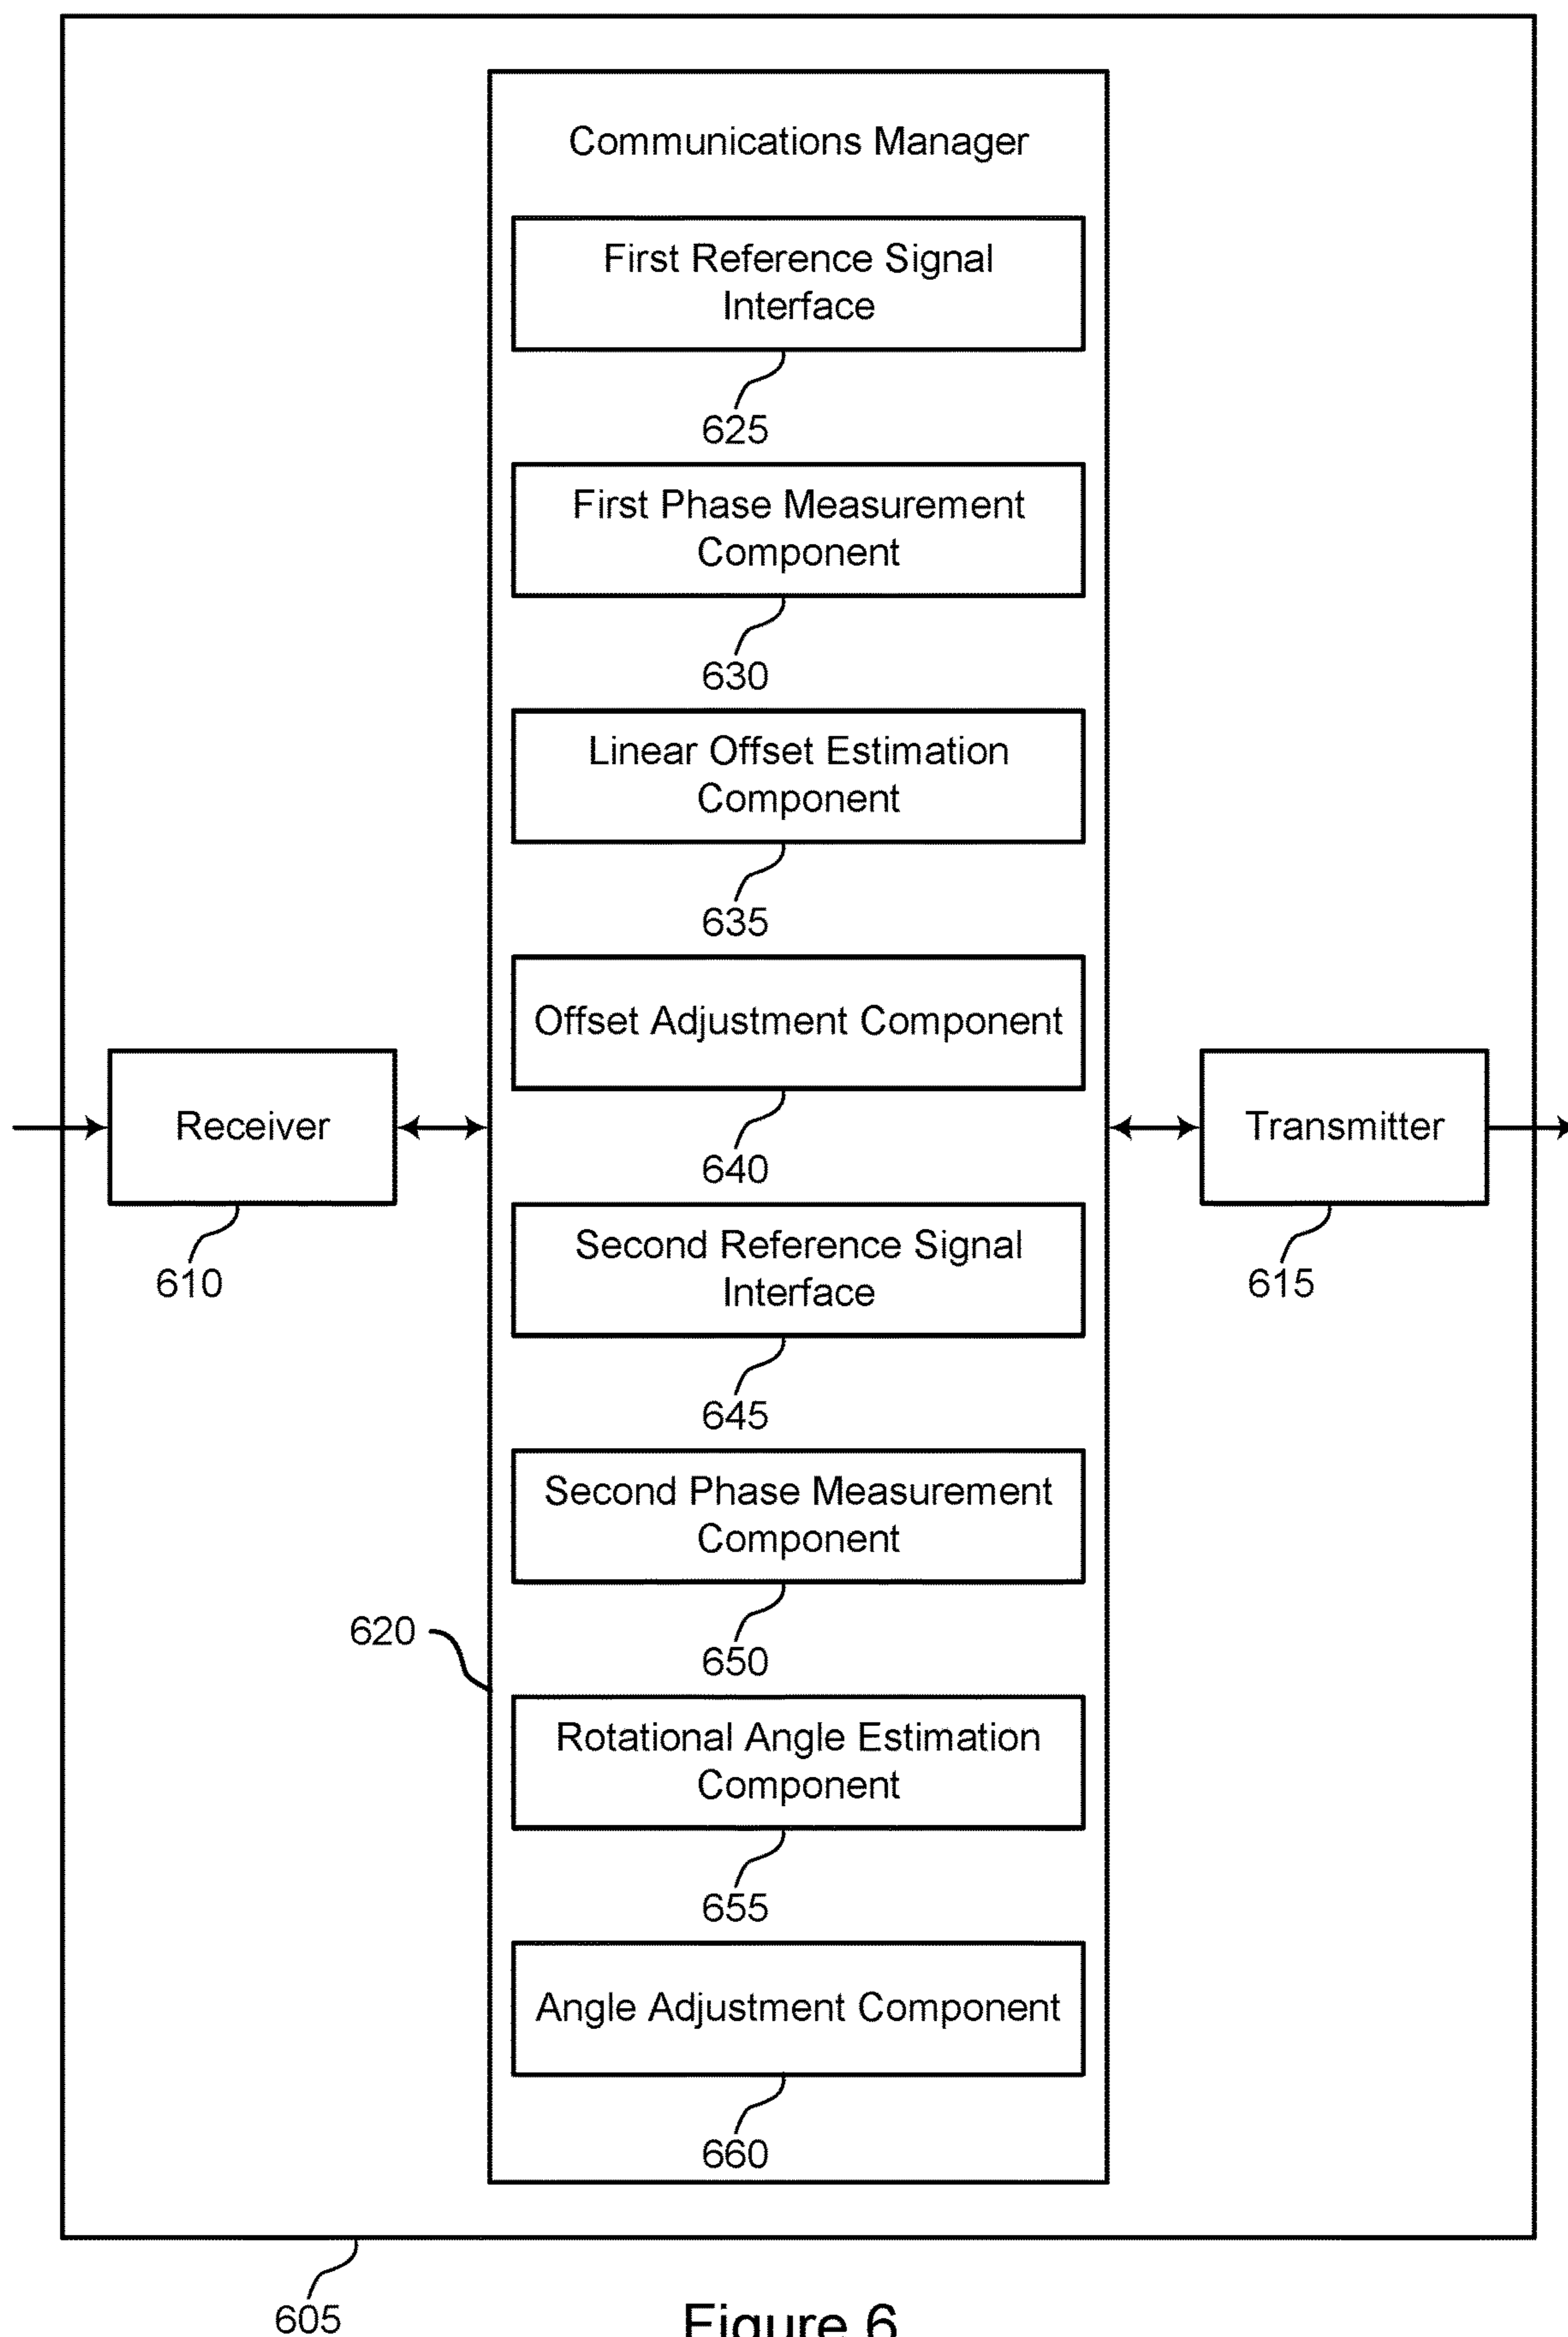 Communications Manager
First Reference Signal
Interface
625
First Phase Measurement
Component
630
Linear Offset Estimation
Component
635
Offset Adjustment Component
640
Receiver
610
Transmitter
615
Second Reference Signal
Interface
645
Second Phase Measurement
Component
650
620
Rotational Angle Estimation
Component
655
Angle Adjustment Component
660
605
Figure 6